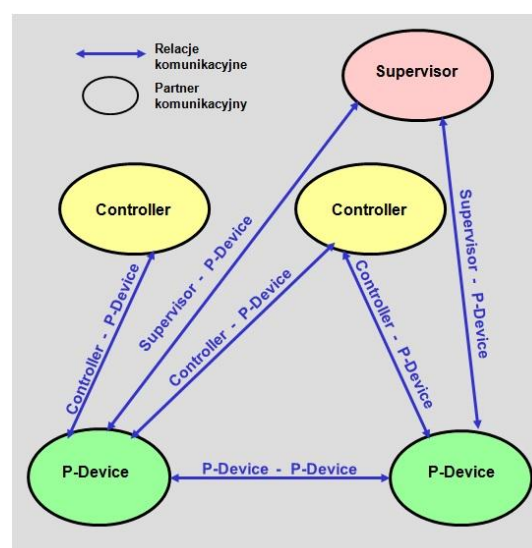 Relacje
komunikacyjne
Partner
komunikacyjny
Supervisor
Controller
Controller
Controller - P-Device
Supervisor - P-Device
Controller - P-Device
Controller - P-Device
Supervisor - P-Device
P-Device
P-Device - P-Device
P-Device